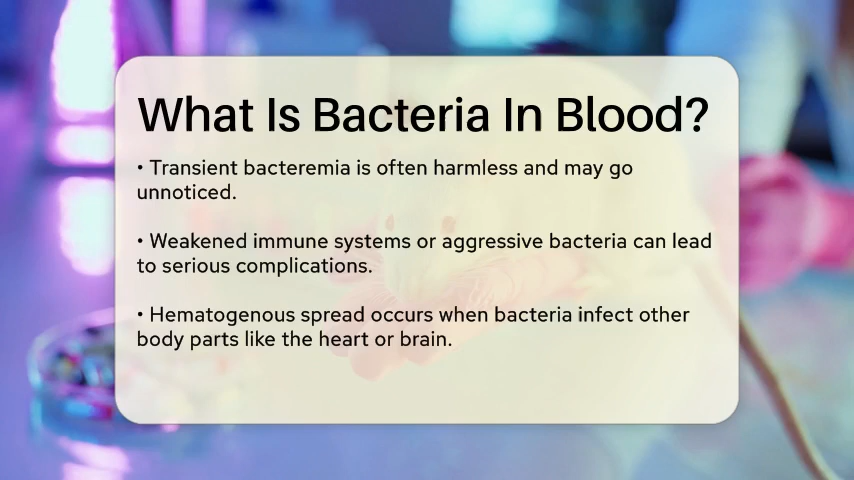 What Is Bacteria In Blood?
• Transient bacteremia is often harmless and may go
unnoticed.
• Weakened immune systems or aggressive bacteria can lead
to serious complications.
• Hematogenous spread occurs when bacteria infect other
body parts like the heart or brain.